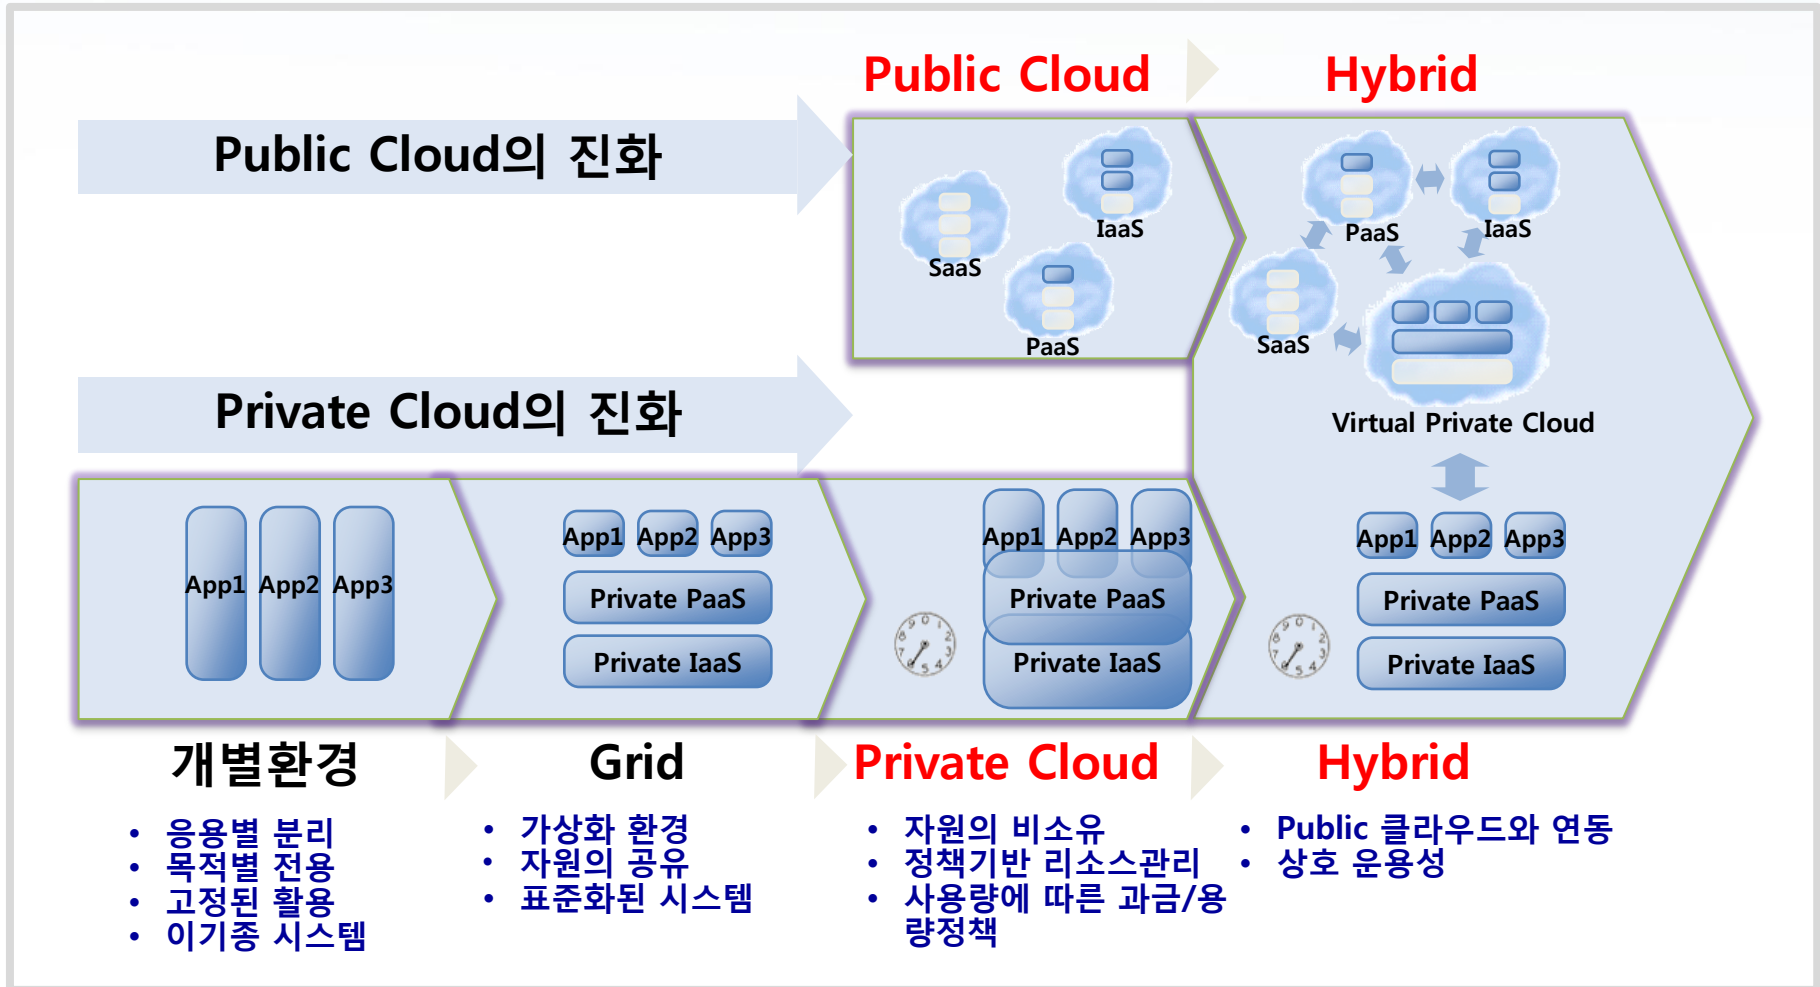 Public Cloud
Hybrid
Public Cloud의 진화
IaaS
SaaS
PaaS
PaaS
IaaS
SaaS
Virtual Private Cloud
Private Cloud의 진화
App1
App2
App3
App1
App2
App3
Private PaaS
Private IaaS
App1
App2
App3
Private PaaS
Private IaaS
App1
App2
App3
Private PaaS
Private IaaS
개별환경
Grid
Private Cloud
Hybrid
• 응용별 분리
• 목적별 전용
• 고정된 활용
• 이기종 시스템
• 가상화 환경
• 자원의 공유
• 표준화된 시스템
• 자원의 비소유
• 정책기반 리소스관리
• 사용량에 따른 과금/용
량정책
• Public 클라우드와 연동
• 상호 운용성